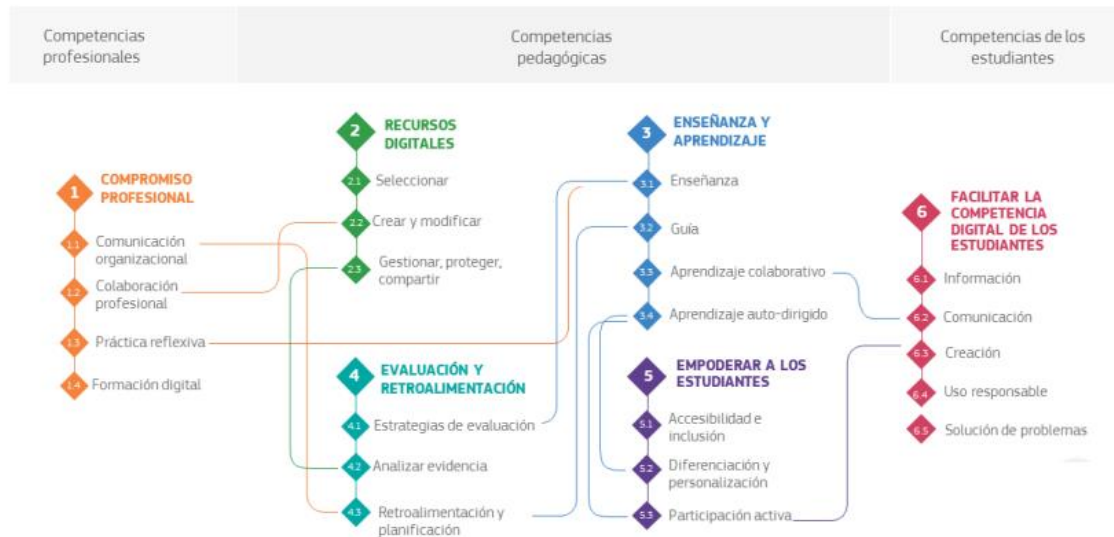 Competencias
profesionales
Competencias
pedagógicas
Competencias de los
estudiantes
1
COMPROMISO
PROFESIONAL
1.1
Comunicación
organizacional
1.2
Colaboración
profesional
1.3
Práctica reflexiva
1.4
Formación digital
2
RECURSOS
DIGITALES
2.1
Seleccionar
2.2
Crear y modificar
2.3
Gestionar, proteger,
compartir
4
EVALUACIÓN Y
RETROALIMENTACIÓN
4.1
Estrategias de evaluación
4.2
Analizar evidencia
4.3
Retroalimentación y
planificación
3
ENSEÑANZA Y
APRENDIZAJE
3.1
Enseñanza
3.2
Guía
3.3
Aprendizaje colaborativo
3.4
Aprendizaje auto-dirigido
5
EMPODERAR A LOS
ESTUDIANTES
5.1
Accesibilidad e
inclusión
5.2
Diferenciación y
personalización
5.3
Participación activa
6
FACILITAR LA
COMPETENCIA
DIGITAL DE LOS
ESTUDIANTES
6.1
Información
6.2
Comunicación
6.3
Creación
6.4
Uso responsable
6.5
Solución de problemas